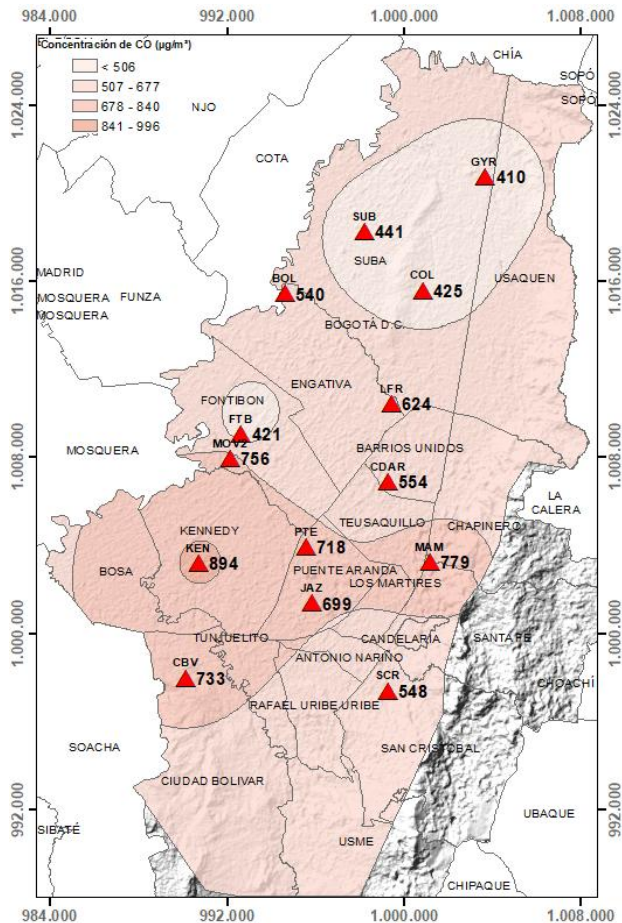 984.000 992.000 1.000.000 1.008.000
Concentración de CO (µg/m³)
< 506
507 - 677
678 - 840
841 - 996
CHÍA
SOPÓ
SOPÓ
1.024.000 1.024.000
NJO
COTA
GYR
410
SUB
441
SUBA
COL
425
USAQUEN
BOL
540
MADRID
MOSQUERA
FUNZA
MOSQUERA
1.016.000 1.016.000
BOGOTÁ D.C.
ENGATIVA
LFR
624
FONTIBON
FTB
421
MOV2
756
MOSQUERA
1.008.000 1.008.000
BARRIOS UNIDOS
CDAR
554
LA
CALERA
TEUSAQUILLO
CHAPINERO
KENNEDY
KEN
894
PTE
718
MAM
779
BOSA
PUENTE ARANDA
LOS MARTIRES
JAZ
699
1.000.000 1.000.000
TUNJUELITO
CANDELARIA
SANTA FE
ANTONIO NARIÑO
CBV
733
SCR
548
CHOACHÍ
RAFAEL URIBE URIBE
SOACHA
SAN CRISTOBAL
CIUDAD BOLIVAR
992.000 992.000
SIBATÉ
USME
UBAQUE
CHIPAQUE
984.000 992.000 1.000.000 1.008.000